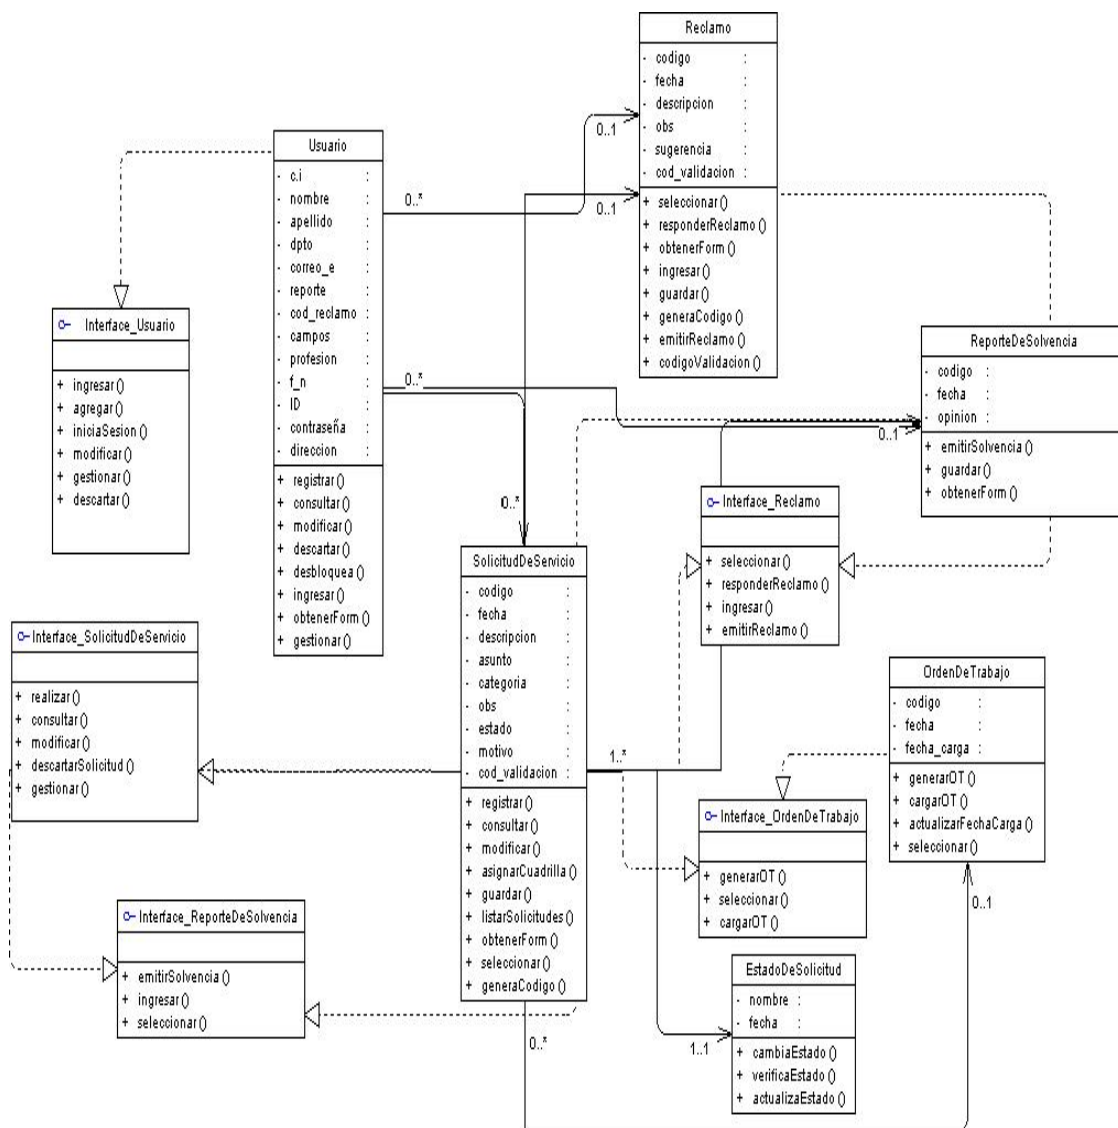 Reclamo
- codigo :
- fecha :
- descripcion :
- obs :
- sugerencia :
- cod_validacion :
+ seleccionar ()
+ responderReclamo ()
+ obtenerForm ()
+ ingresar ()
+ guardar ()
+ generaCodigo ()
+ emitirReclamo ()
+ codigoValidacion ()
0..1
0..1
Usuario
- c.i :
- nombre :
- apellido :
- dpto :
- correo_e :
- reporte :
- cod_reclamo :
- campos :
- profesion :
- f_n :
- ID :
- contraseña :
- direccion :
+ registrar ()
+ consultar ()
+ modificar ()
+ descartar ()
+ desbloquea ()
+ ingresar ()
+ obtenerForm ()
+ gestionar ()
0..*
0..*
0..*
Interface_Usuario
+ ingresar ()
+ agregar ()
+ iniciaSesion ()
+ modificar ()
+ gestionar ()
+ descartar ()
ReporteDeSolvencia
- codigo :
- fecha :
- opinion :
+ emitirSolvencia ()
+ guardar ()
+ obtenerForm ()
0..1
Interface_Reclamo
+ seleccionar ()
+ responderReclamo ()
+ ingresar ()
+ emitirReclamo ()
SolicitudDeServicio
- codigo :
- fecha :
- descripcion :
- asunto :
- categoria :
- obs :
- estado :
- motivo :
- cod_validacion :
+ registrar ()
+ consultar ()
+ modificar ()
+ asignarCuadrilla ()
+ guardar ()
+ listarSolicitudes ()
+ obtenerForm ()
+ seleccionar ()
+ generaCodigo ()
1..*
0..*
Interface_SolicitudDeServicio
+ realizar ()
+ consultar ()
+ modificar ()
+ descartarSolicitud ()
+ gestionar ()
OrdenDeTrabajo
- codigo :
- fecha :
- fecha_carga :
+ generarOT ()
+ cargarOT ()
+ actualizarFechaCarga ()
+ seleccionar ()
0..1
Interface_OrdenDeTrabajo
+ generarOT ()
+ seleccionar ()
+ cargarOT ()
Interface_ReporteDeSolvencia
+ emitirSolvencia ()
+ ingresar ()
+ seleccionar ()
EstadoDeSolicitud
- nombre :
- fecha :
+ cambiaEstado ()
+ verificaEstado ()
+ actualizaEstado ()
1..1